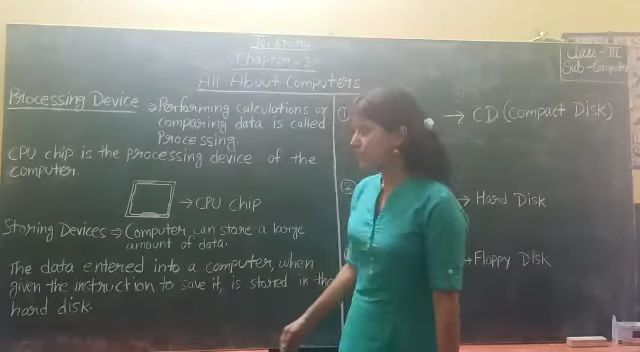 Jai Shree
Chapter-3
All About Computers
Class-III
Sub-Computer
Processing Device ⇒ Performing calculations or
comparing data is called
Processing.
CPU chip is the processing device of the
computer.
→ CPU chip
Storing Devices ⇒ Computer can store a large
amount of data.
The data entered into a computer, when
given the instruction to save it, is stored in the
hard disk.
① → CD (Compact Disk)
② Hard Disk
→ Floppy Disk